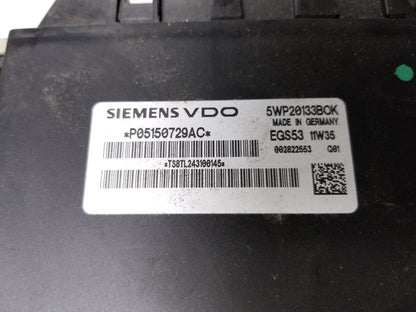 SIEMENS VDO 5WP20133BOK
MADE IN GERMANY
*P05150729AC* EGS53 11W35
002822553 Q01
*TS8TL243100145*